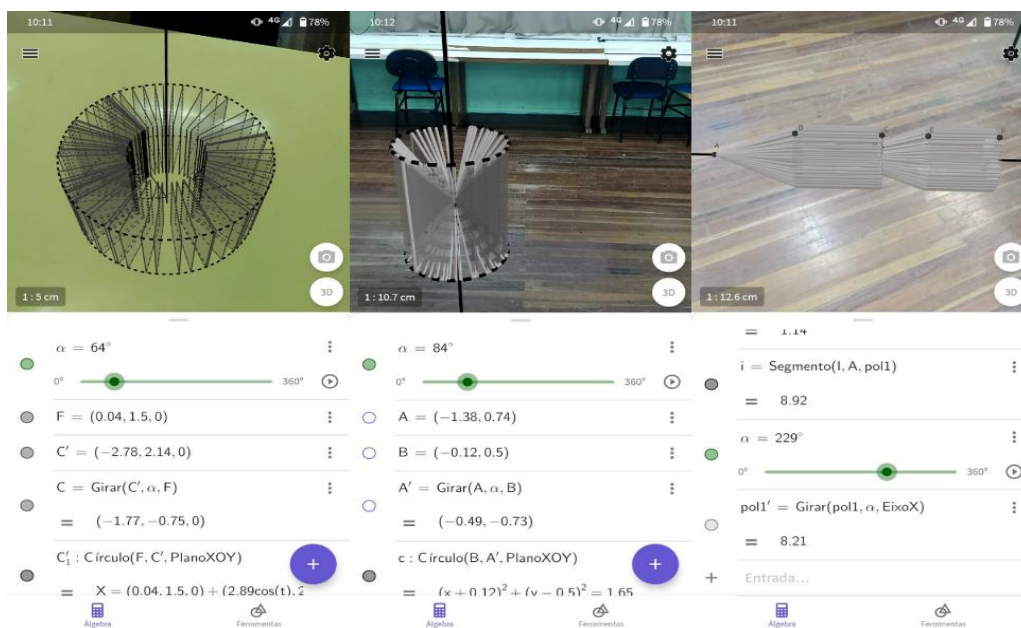 10:11
4G 78%
1 : 5 cm
3D
α = 64°
0°
360°
F = (0.04, 1.5, 0)
C′ = (−2.78, 2.14, 0)
C = Girar(C′, α, F)
= (−1.77, −0.75, 0)
C′₁ : Círculo(F, C′, PlanoXOY)
= X = (0.04, 1.5, 0) + (2.89cos(t), 2
+
Álgebra
Ferramentas
10:12
4G 78%
1 : 10.7 cm
3D
α = 84°
0°
360°
A = (−1.38, 0.74)
B = (−0.12, 0.5)
A′ = Girar(A, α, B)
= (−0.49, −0.73)
c : Círculo(B, A′, PlanoXOY)
= (x + 0.12)² + (y − 0.5)² = 1.65
+
Álgebra
Ferramentas
10:11
4G 78%
A
D
C
E
1 : 12.6 cm
3D
= 1.14
i = Segmento(I, A, pol1)
= 8.92
α = 229°
0°
360°
pol1′ = Girar(pol1, α, EixoX)
= 8.21
+ Entrada...
Álgebra
Ferramentas